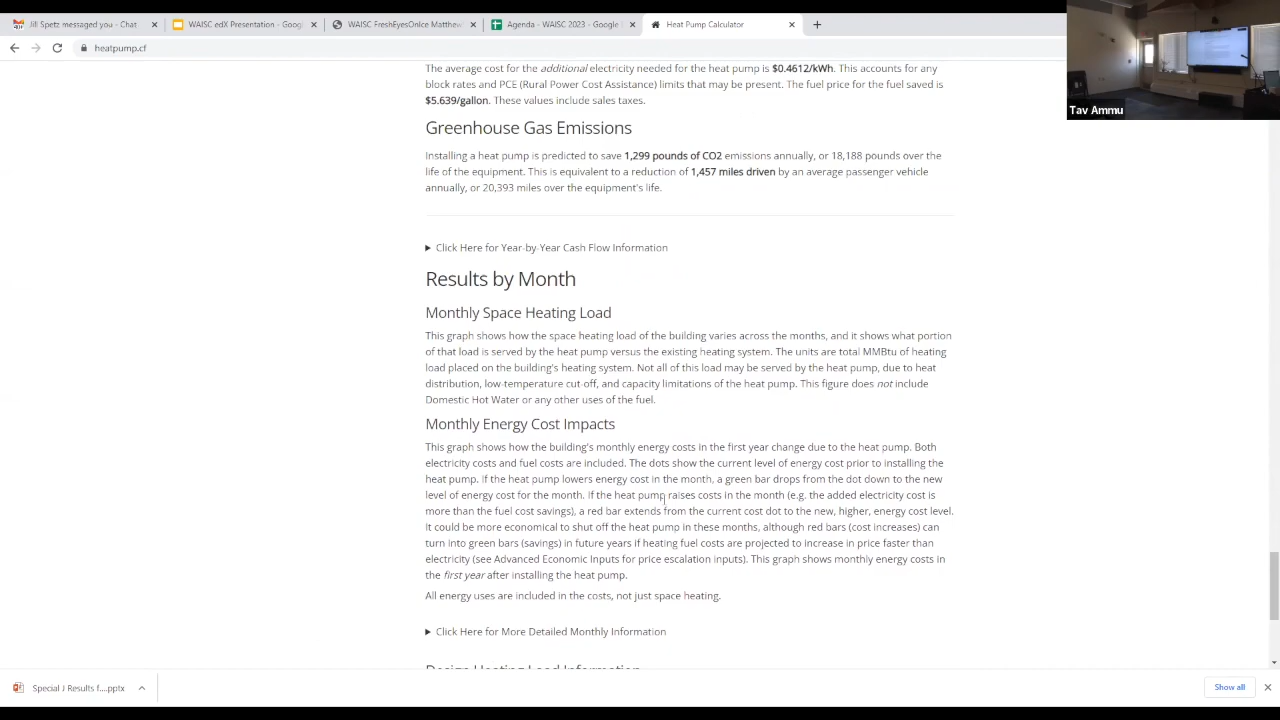 Jill Spetz messaged you - Chat
WAISC edX Presentation - Googl
WAISC FreshEyesOnIce Matthew
Agenda - WAISC 2023 - Google
Heat Pump Calculator
heatpump.cf
Tav Ammu
The average cost for the additional electricity needed for the heat pump is $0.4612/kWh. This accounts for any
block rates and PCE (Rural Power Cost Assistance) limits that may be present. The fuel price for the fuel saved is
$5.639/gallon. These values include sales taxes.
Greenhouse Gas Emissions
Installing a heat pump is predicted to save 1,299 pounds of CO2 emissions annually, or 18,188 pounds over the
life of the equipment. This is equivalent to a reduction of 1,457 miles driven by an average passenger vehicle
annually, or 20,393 miles over the equipment's life.
Click Here for Year-by-Year Cash Flow Information
Results by Month
Monthly Space Heating Load
This graph shows how the space heating load of the building varies across the months, and it shows what portion
of that load is served by the heat pump versus the existing heating system. The units are total MMBtu of heating
load placed on the building's heating system. Not all of this load may be served by the heat pump, due to heat
distribution, low-temperature cut-off, and capacity limitations of the heat pump. This figure does not include
Domestic Hot Water or any other uses of the fuel.
Monthly Energy Cost Impacts
This graph shows how the building's monthly energy costs in the first year change due to the heat pump. Both
electricity costs and fuel costs are included. The dots show the current level of energy cost prior to installing the
heat pump. If the heat pump lowers energy cost in the month, a green bar drops from the dot down to the new
level of energy cost for the month. If the heat pump raises costs in the month (e.g. the added electricity cost is
more than the fuel cost savings), a red bar extends from the current cost dot to the new, higher, energy cost level.
It could be more economical to shut off the heat pump in these months, although red bars (cost increases) can
turn into green bars (savings) in future years if heating fuel costs are projected to increase in price faster than
electricity (see Advanced Economic Inputs for price escalation inputs). This graph shows monthly energy costs in
the first year after installing the heat pump.
All energy uses are included in the costs, not just space heating.
Click Here for More Detailed Monthly Information
Design Heating Load Information
Special J Results f....pptx
Show all